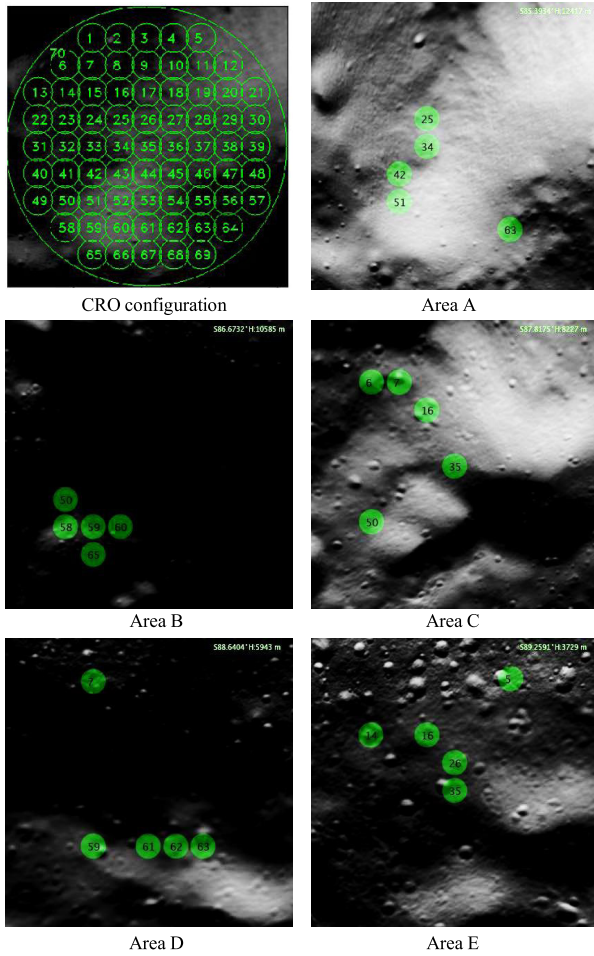 1 2 3 4 5
70
6 7 8 9 10 11 12
13 14 15 16 17 18 19 20 21
22 23 24 25 26 27 28 29 30
31 32 33 34 35 36 37 38 39
40 41 42 43 44 45 46 47 48
49 50 51 52 53 54 55 56 57
58 59 60 61 62 63 64
65 66 67 68 69
CRO configuration
S85.3934°H:12437 m
25
34
42
51
63
Area A
S86.6732°H:10585 m
50
58 59 60
65
Area B
S87.8175°H:8227 m
6 7
16
35
50
Area C
S88.6404°H:5943 m
7
59 61 62 63
Area D
S89.2591°H:3729 m
5
14 16
26
35
Area E